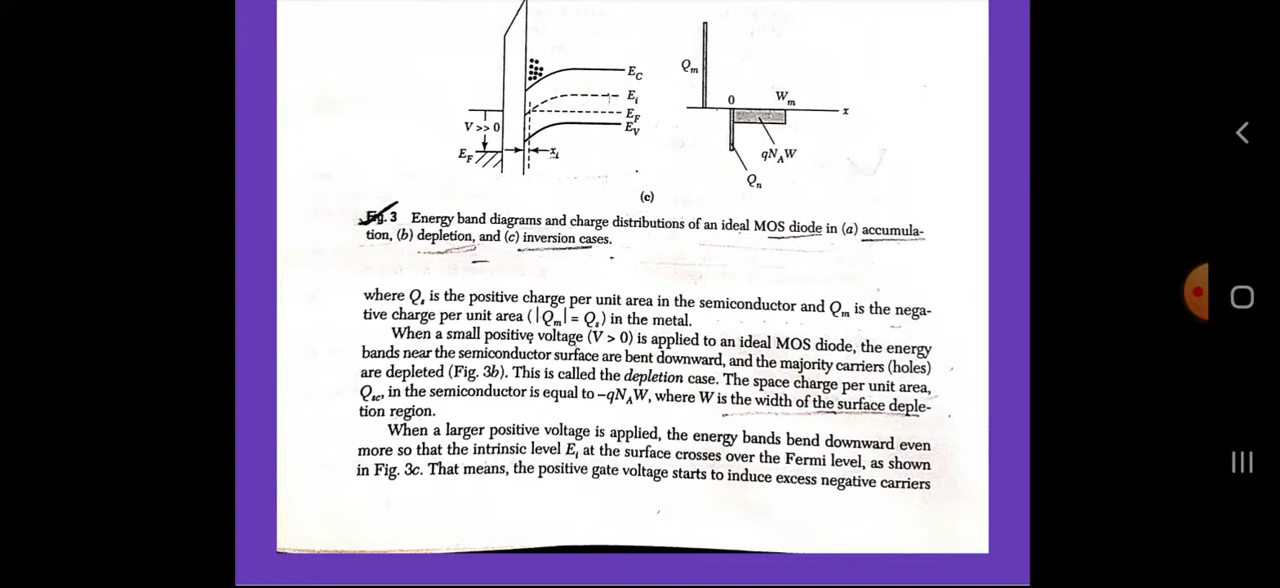 E_C
E_i
E_F
E_V
V >> 0
E_F
x_i
Q_m
0
W_m
x
qN_AW
Q_n
(c)
Fig. 3 Energy band diagrams and charge distributions of an ideal MOS diode in (a) accumula-
tion, (b) depletion, and (c) inversion cases.
where Q_s is the positive charge per unit area in the semiconductor and Q_m is the nega-
tive charge per unit area (|Q_m| = Q_s) in the metal.
When a small positive voltage (V > 0) is applied to an ideal MOS diode, the energy
bands near the semiconductor surface are bent downward, and the majority carriers (holes)
are depleted (Fig. 3b). This is called the depletion case. The space charge per unit area,
Q_sc, in the semiconductor is equal to –qN_AW, where W is the width of the surface deple-
tion region.
When a larger positive voltage is applied, the energy bands bend downward even
more so that the intrinsic level E_i at the surface crosses over the Fermi level, as shown
in Fig. 3c. That means, the positive gate voltage starts to induce excess negative carriers